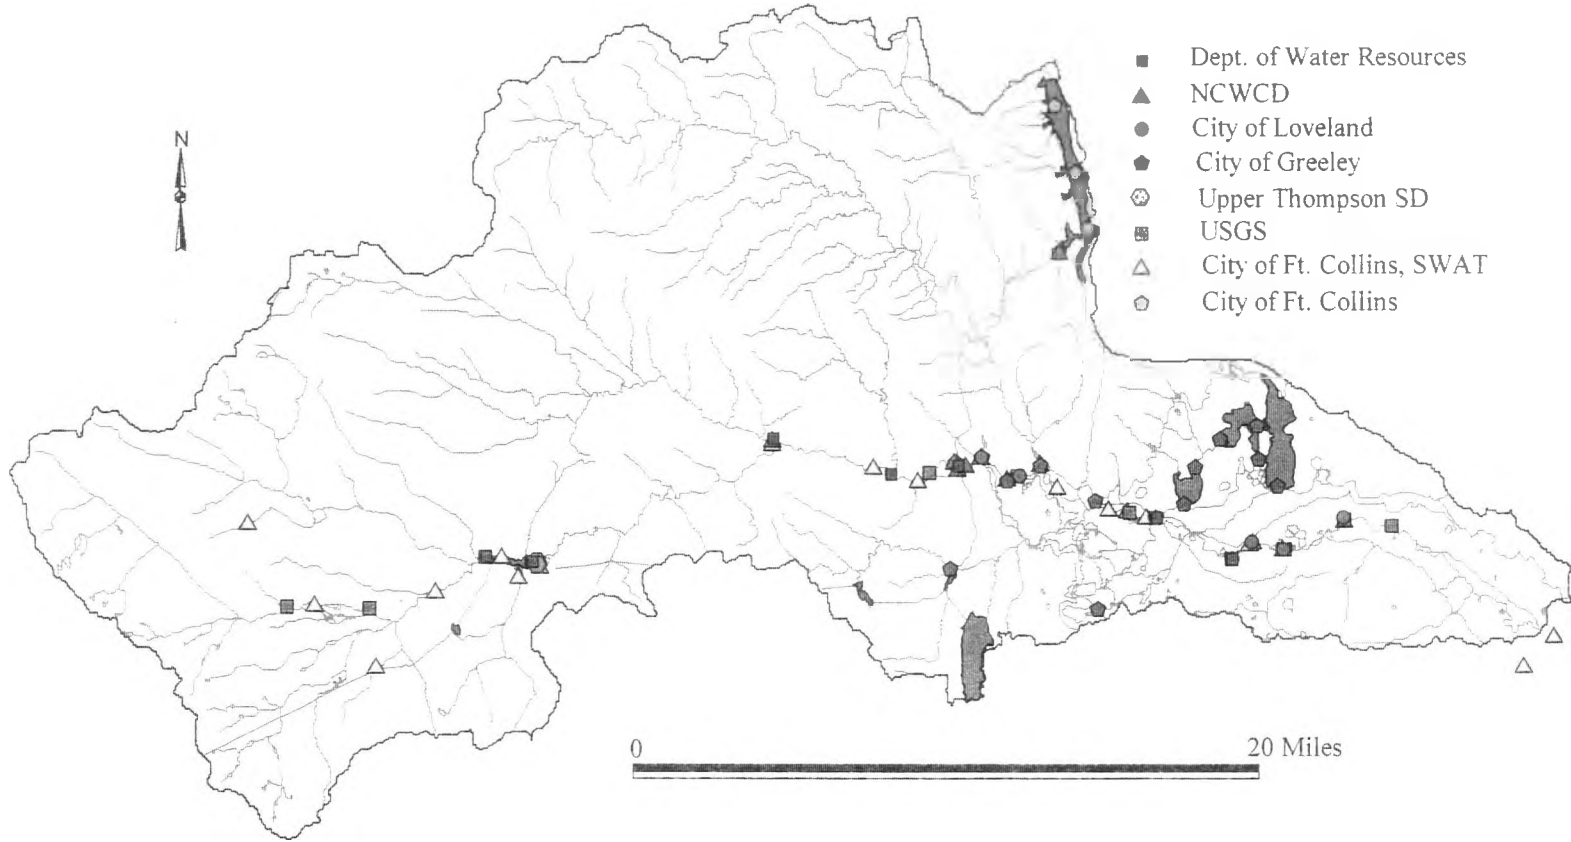 N
Dept. of Water Resources
NCWCD
City of Loveland
City of Greeley
Upper Thompson SD
USGS
City of Ft. Collins, SWAT
City of Ft. Collins
0 20 Miles